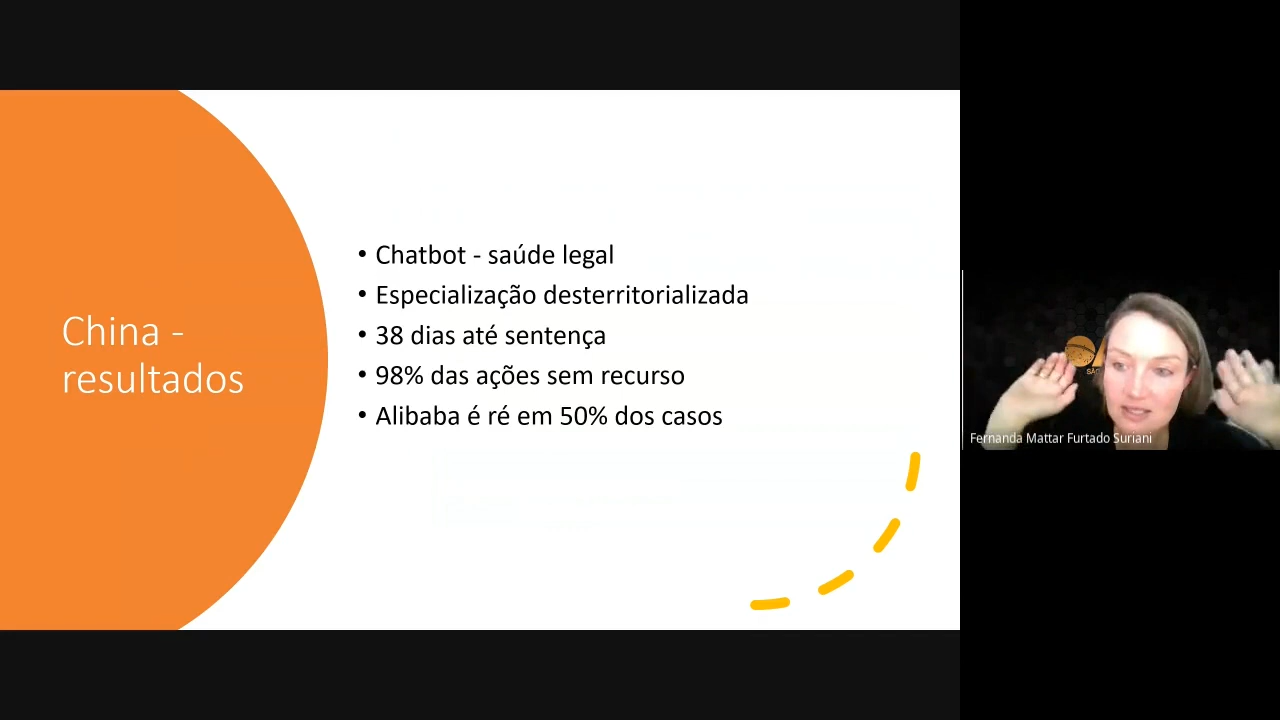 China -
resultados
• Chatbot - saúde legal
• Especialização desterritorializada
• 38 dias até sentença
• 98% das ações sem recurso
• Alibaba é ré em 50% dos casos
Fernanda Mattar Furtado Suriani